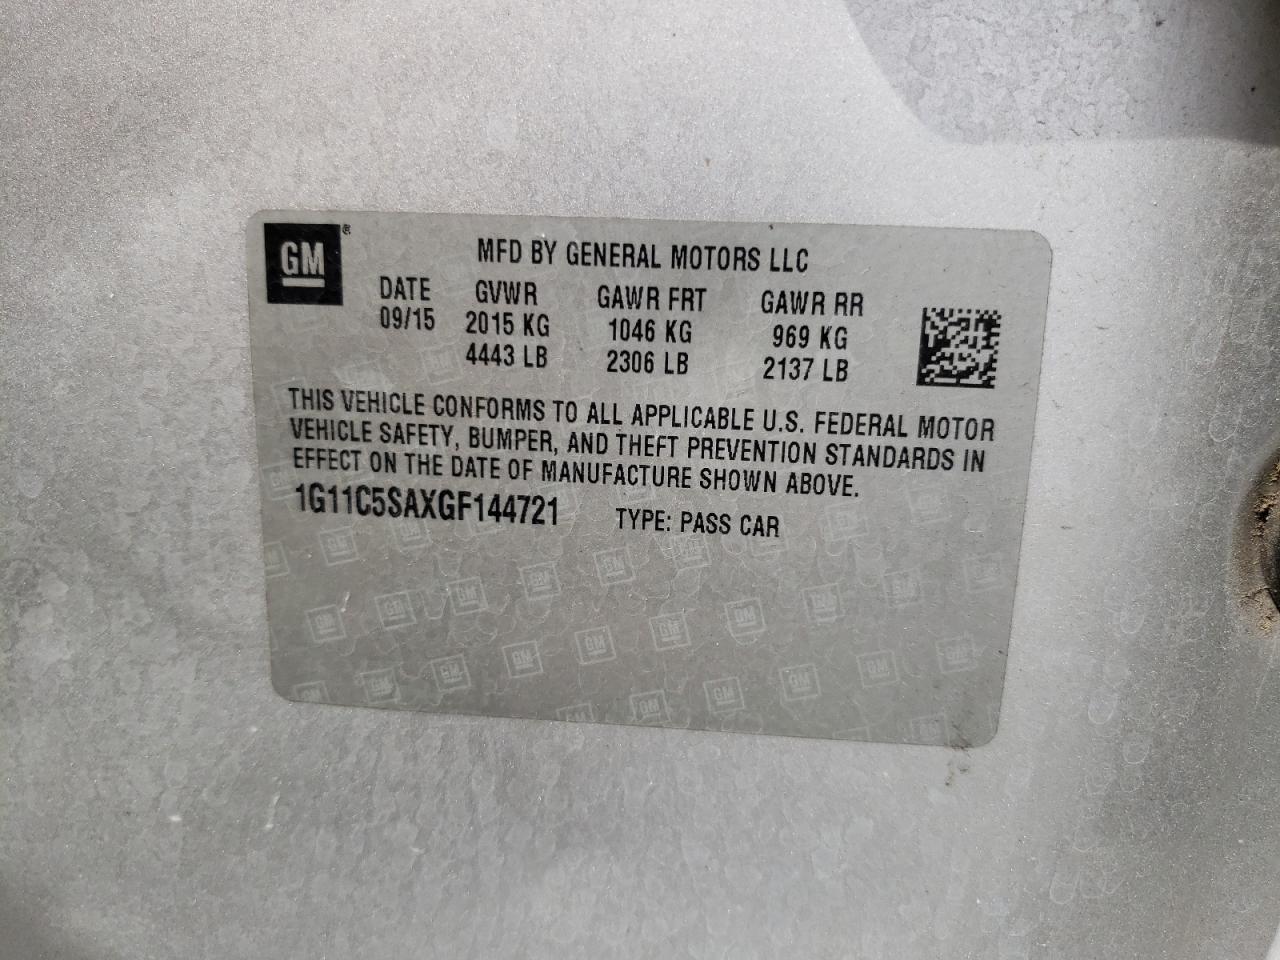 GM®
MFD BY GENERAL MOTORS LLC
DATE GVWR GAWR FRT GAWR RR
09/15 2015 KG 1046 KG 969 KG
4443 LB 2306 LB 2137 LB
THIS VEHICLE CONFORMS TO ALL APPLICABLE U.S. FEDERAL MOTOR
VEHICLE SAFETY, BUMPER, AND THEFT PREVENTION STANDARDS IN
EFFECT ON THE DATE OF MANUFACTURE SHOWN ABOVE.
1G11C5SAXGF144721 TYPE: PASS CAR